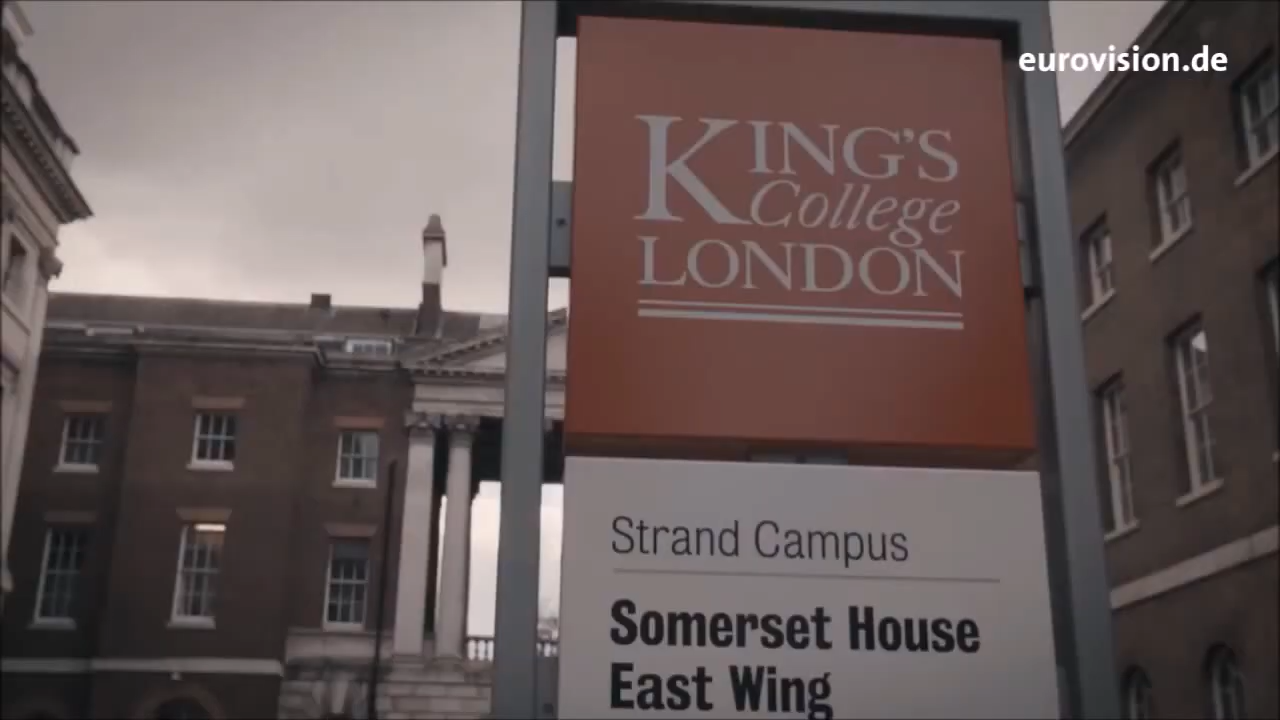 eurovision.de
KING'S
College
LONDON
Strand Campus
Somerset House
East Wing